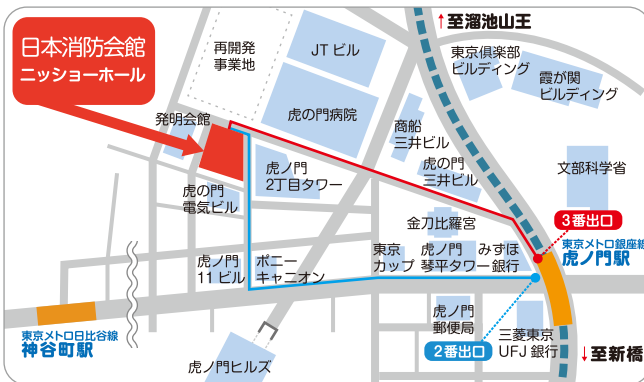 日本消防会館
ニッショーホール
再開発
事業地
JTビル
↑至溜池山王
東京倶楽部
ビルディング
霞が関
ビルディング
発明会館
虎の門病院
商船
三井ビル
虎の門
三井ビル
文部科学省
虎ノ門
2丁目タワー
虎の門
電気ビル
金刀比羅宮
3番出口
東京メトロ銀座線
虎ノ門駅
虎ノ門
11ビル
ポニー
キャニオン
東京
カップ
虎ノ門
琴平タワー
みずほ
銀行
東京メトロ日比谷線
神谷町駅
虎ノ門ヒルズ
虎ノ門
郵便局
2番出口
三菱東京
UFJ銀行
↓至新橋